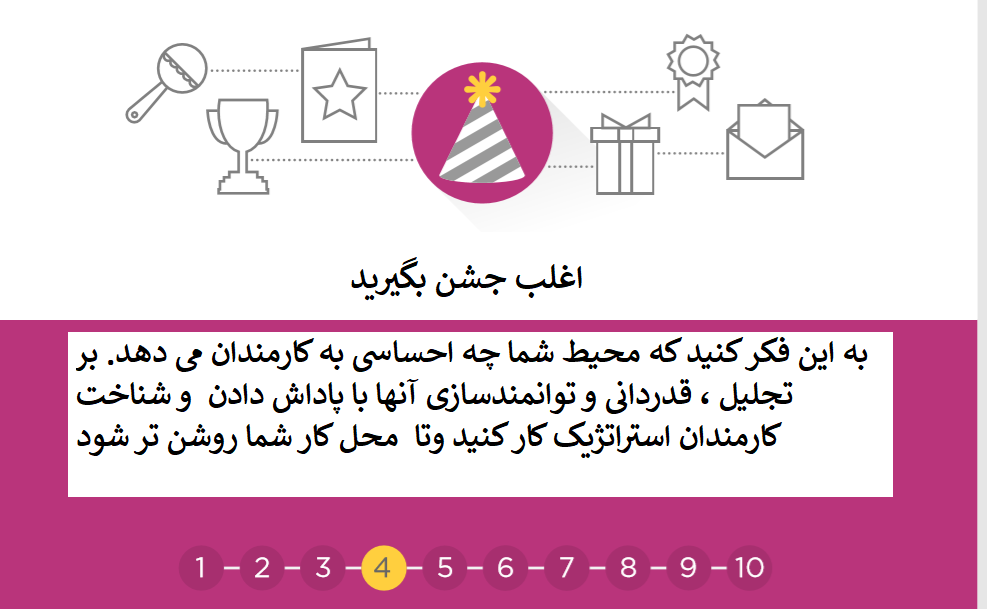 اغلب جشن بگیرید
به این فکر کنید که محیط شما چه احساسی به کارمندان می دهد. بر
تجلیل ، قدردانی و توانمندسازی آنها با پاداش دادن و شناخت
کارمندان استراتژیک کار کنید وتا محل کار شما روشن تر شود
1 – 2 – 3 – 4 – 5 – 6 – 7 – 8 – 9 – 10